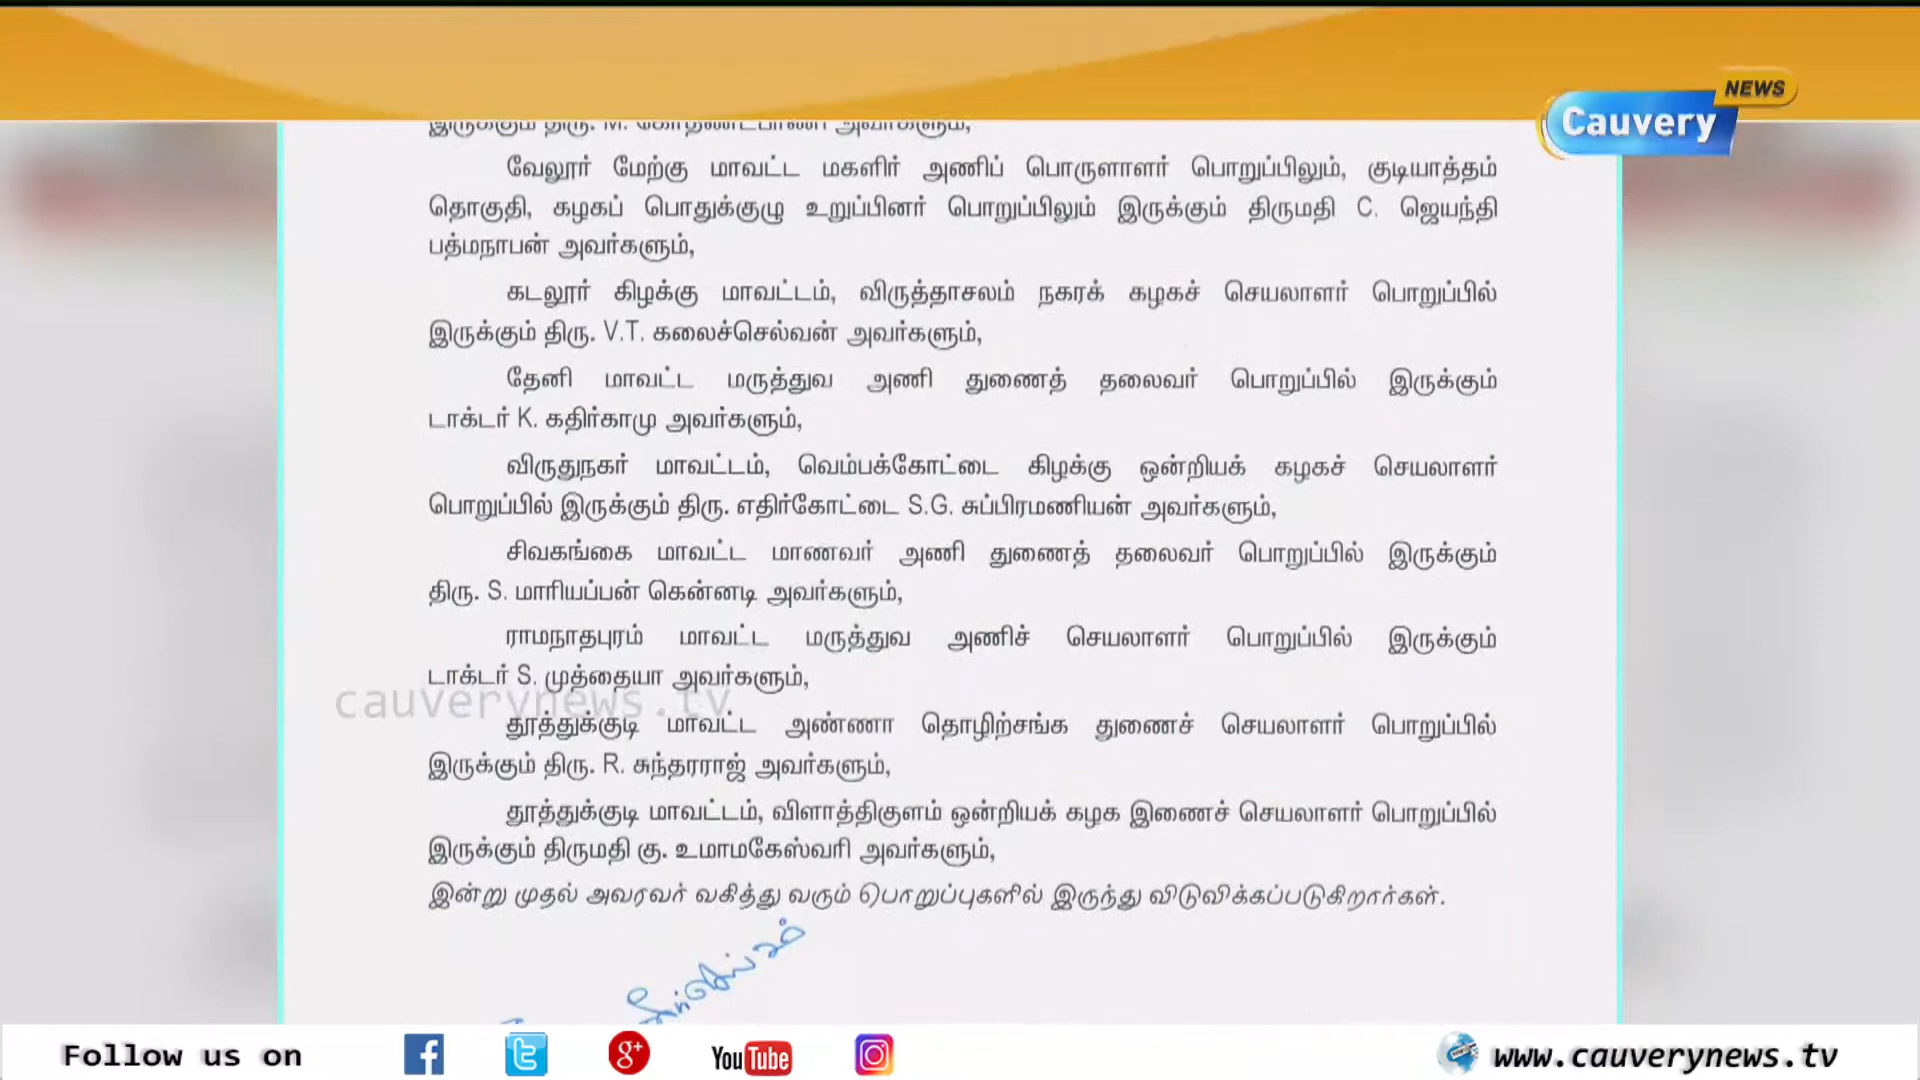 NEWS
Cauvery
இருக்கும் திரு. M. கோதண்டபாணி அவர்களும்,
வேலூர் மேற்கு மாவட்ட மகளிர் அணிப் பொருளாளர் பொறுப்பிலும், குடியாத்தம்
தொகுதி, கழகப் பொதுக்குழு உறுப்பினர் பொறுப்பிலும் இருக்கும் திருமதி C. ஜெயந்தி
பத்மநாபன் அவர்களும்,
கடலூர் கிழக்கு மாவட்டம், விருத்தாசலம் நகரக் கழகச் செயலாளர் பொறுப்பில்
இருக்கும் திரு. V.T. கலைச்செல்வன் அவர்களும்,
தேனி மாவட்ட மருத்துவ அணி துணைத் தலைவர் பொறுப்பில் இருக்கும்
டாக்டர் K. கதிர்காமு அவர்களும்,
விருதுநகர் மாவட்டம், வெம்பக்கோட்டை கிழக்கு ஒன்றியக் கழகச் செயலாளர்
பொறுப்பில் இருக்கும் திரு. எதிர்கோட்டை S.G. சுப்பிரமணியன் அவர்களும்,
சிவகங்கை மாவட்ட மாணவர் அணி துணைத் தலைவர் பொறுப்பில் இருக்கும்
திரு. S. மாரியப்பன் கென்னடி அவர்களும்,
ராமநாதபுரம் மாவட்ட மருத்துவ அணிச் செயலாளர் பொறுப்பில் இருக்கும்
டாக்டர் S. முத்தையா அவர்களும்,
cauverynews.tv
தூத்துக்குடி மாவட்ட அண்ணா தொழிற்சங்க துணைச் செயலாளர் பொறுப்பில்
இருக்கும் திரு. R. சுந்தரராஜ் அவர்களும்,
தூத்துக்குடி மாவட்டம், விளாத்திகுளம் ஒன்றியக் கழக இணைச் செயலாளர் பொறுப்பில்
இருக்கும் திருமதி கு. உமாமகேஸ்வரி அவர்களும்,
இன்று முதல் அவரவர் வகித்து வரும் பொறுப்புகளில் இருந்து விடுவிக்கப்படுகிறார்கள்.
Follow us on
f
t
g+
YouTube
www.cauverynews.tv